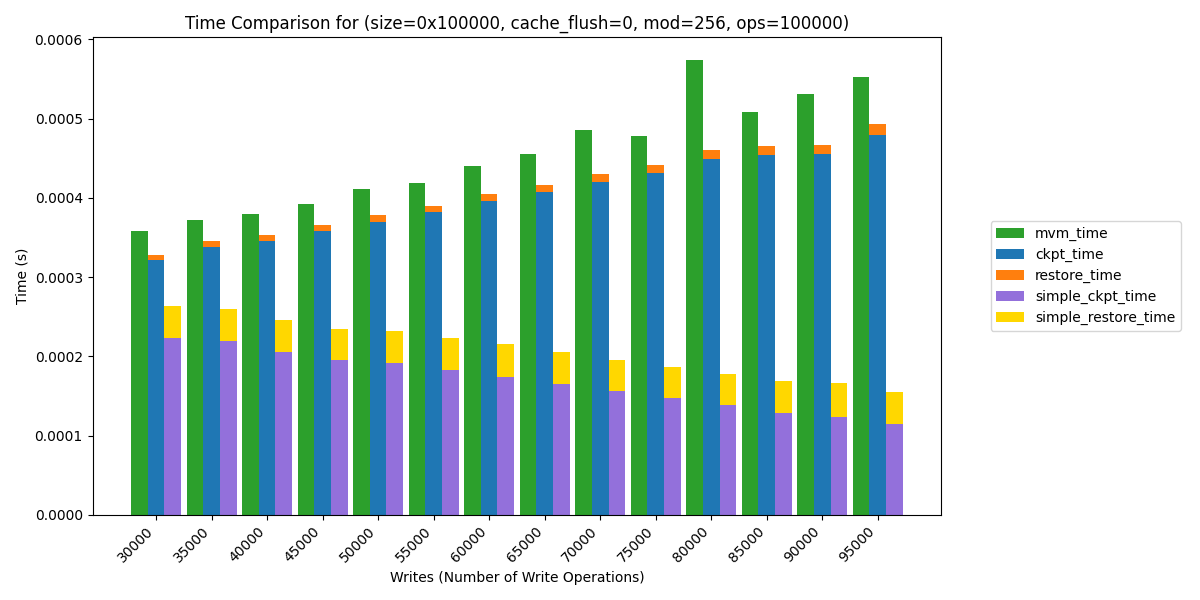 Time Comparison for (size=0x100000, cache_flush=0, mod=256, ops=100000)
0.0006
0.0005
0.0004
0.0003
0.0002
0.0001
0.0000
Time (s)
30000
35000
40000
45000
50000
55000
60000
65000
70000
75000
80000
85000
90000
95000
Writes (Number of Write Operations)
mvm_time
ckpt_time
restore_time
simple_ckpt_time
simple_restore_time